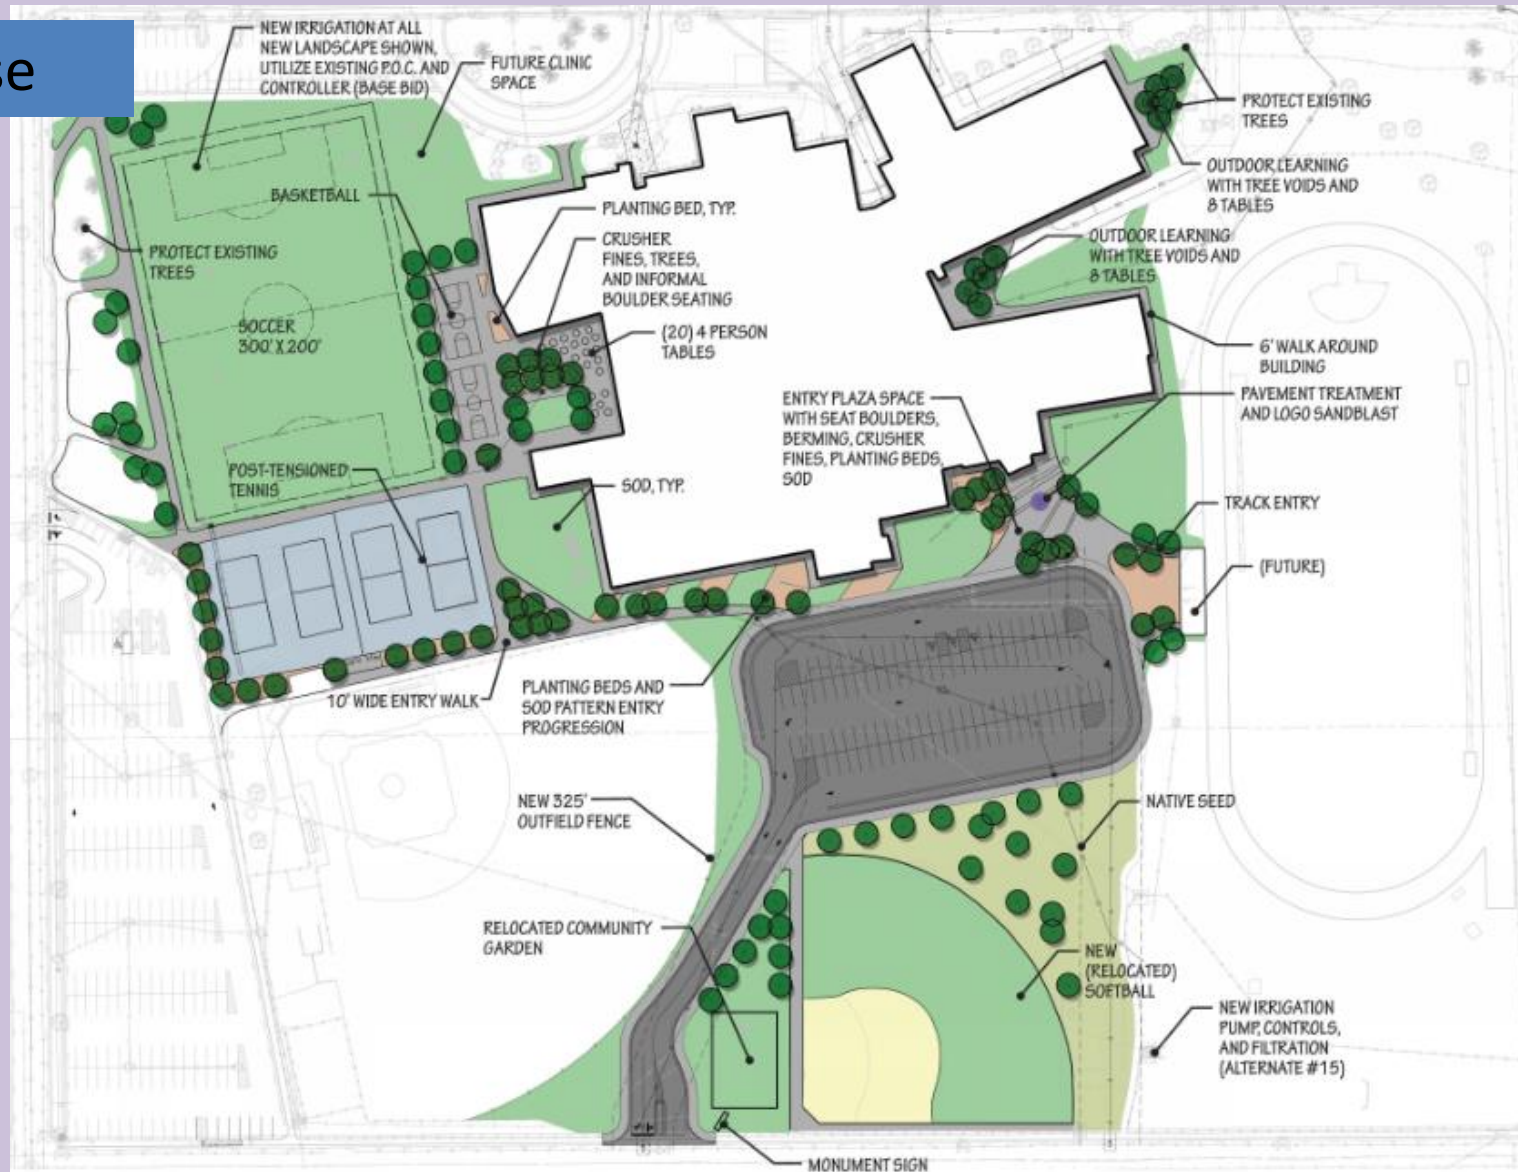 se
NEW IRRIGATION AT ALL
NEW LANDSCAPE SHOWN,
UTILIZE EXISTING P.O.C. AND
CONTROLLER (BASE BID)
FUTURE CLINIC
SPACE
PROTECT EXISTING
TREES
OUTDOOR LEARNING
WITH TREE VOIDS AND
8 TABLES
BASKETBALL
PLANTING BED, TYP.
CRUSHER
FINES, TREES,
AND INFORMAL
BOULDER SEATING
OUTDOOR LEARNING
WITH TREE VOIDS AND
8 TABLES
PROTECT EXISTING
TREES
SOCCER
300' X 200'
(20) 4 PERSON
TABLES
6' WALK AROUND
BUILDING
ENTRY PLAZA SPACE
WITH SEAT BOULDERS,
BERMING, CRUSHER
FINES, PLANTING BEDS,
SOD
PAVEMENT TREATMENT
AND LOGO SANDBLAST
POST-TENSIONED
TENNIS
SOD, TYP.
TRACK ENTRY
(FUTURE)
10' WIDE ENTRY WALK
PLANTING BEDS AND
SOD PATTERN ENTRY
PROGRESSION
NEW 325'
OUTFIELD FENCE
NATIVE SEED
RELOCATED COMMUNITY
GARDEN
NEW
(RELOCATED)
SOFTBALL
NEW IRRIGATION
PUMP, CONTROLS,
AND FILTRATION
(ALTERNATE #15)
MONUMENT SIGN